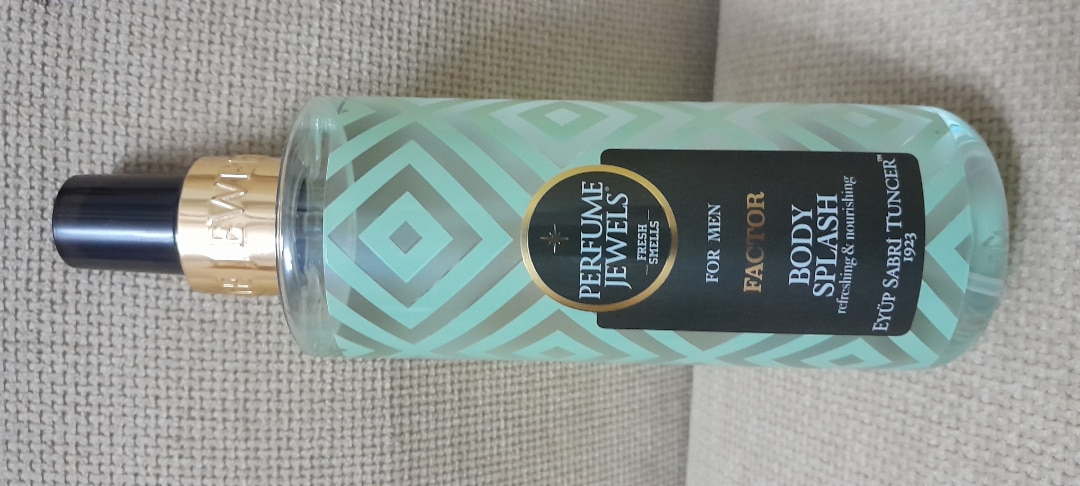 PERFUME
JEWELS®
FRESH
SMELLS
FOR MEN
FACTOR
BODY
SPLASH
refreshing & nourishing
EYÜP SABRİ TUNCER™
1923